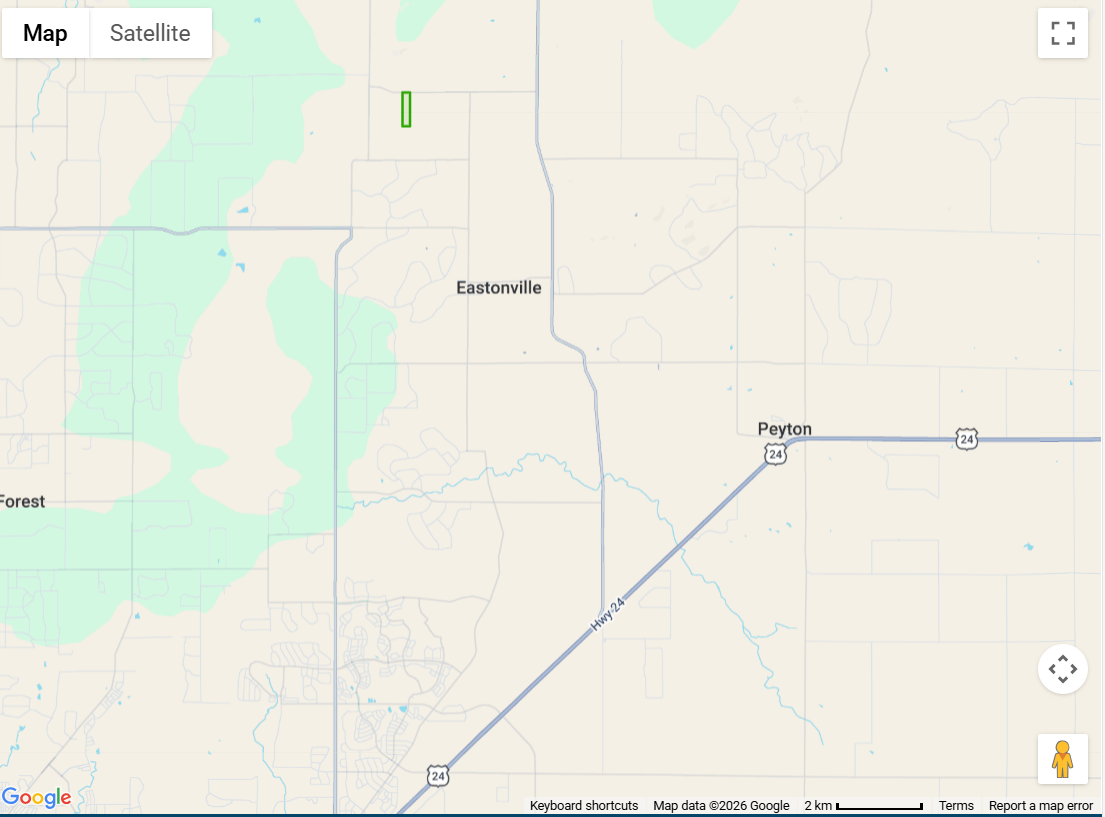 Map Satellite
Eastonville
Peyton
24
24
Forest
Hwy-24
24
Google
Keyboard shortcuts Map data ©2026 Google 2 km Terms Report a map error